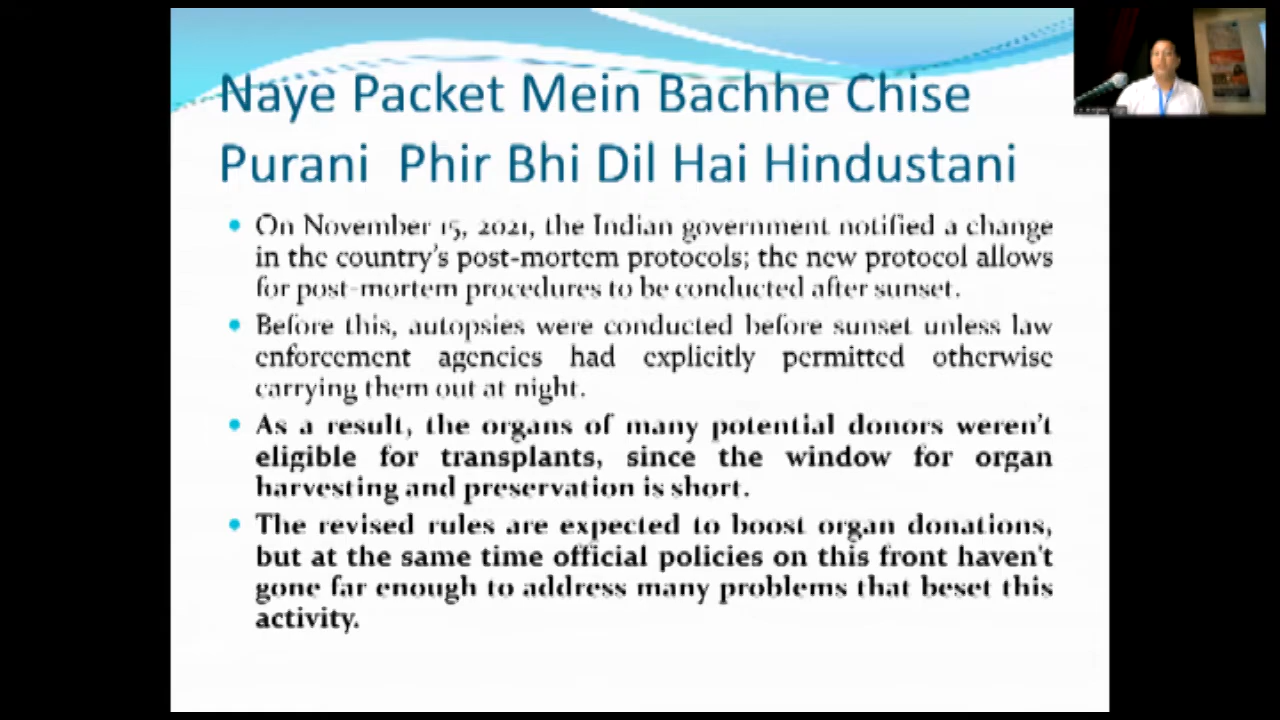 Naye Packet Mein Bachhe Chise
Purani Phir Bhi Dil Hai Hindustani
• On November 15, 2021, the Indian government notified a change
in the country's post-mortem protocols; the new protocol allows
for post-mortem procedures to be conducted after sunset.
• Before this, autopsies were conducted before sunset unless law
enforcement agencies had explicitly permitted otherwise
carrying them out at night.
• As a result, the organs of many potential donors weren't
eligible for transplants, since the window for organ
harvesting and preservation is short.
• The revised rules are expected to boost organ donations,
but at the same time official policies on this front haven't
gone far enough to address many problems that beset this
activity.